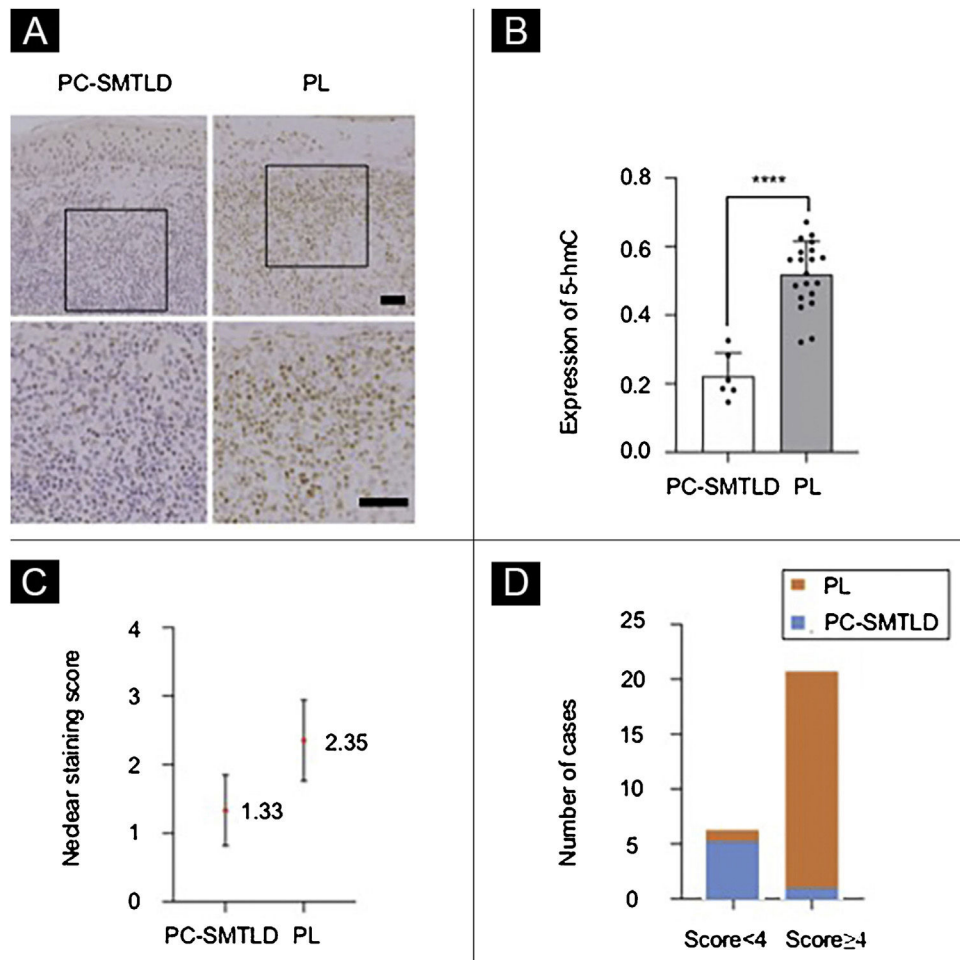 A
PC-SMTLD PL
B
Expression of 5-hmC
0.8
0.6
0.4
0.2
0.0
****
PC-SMTLD PL
C
Nedear staining score
4
3
2
1
0
1.33
2.35
PC-SMTLD PL
D
PL
PC-SMTLD
Number of cases
25
20
15
10
5
0
Score<4 Score≥4